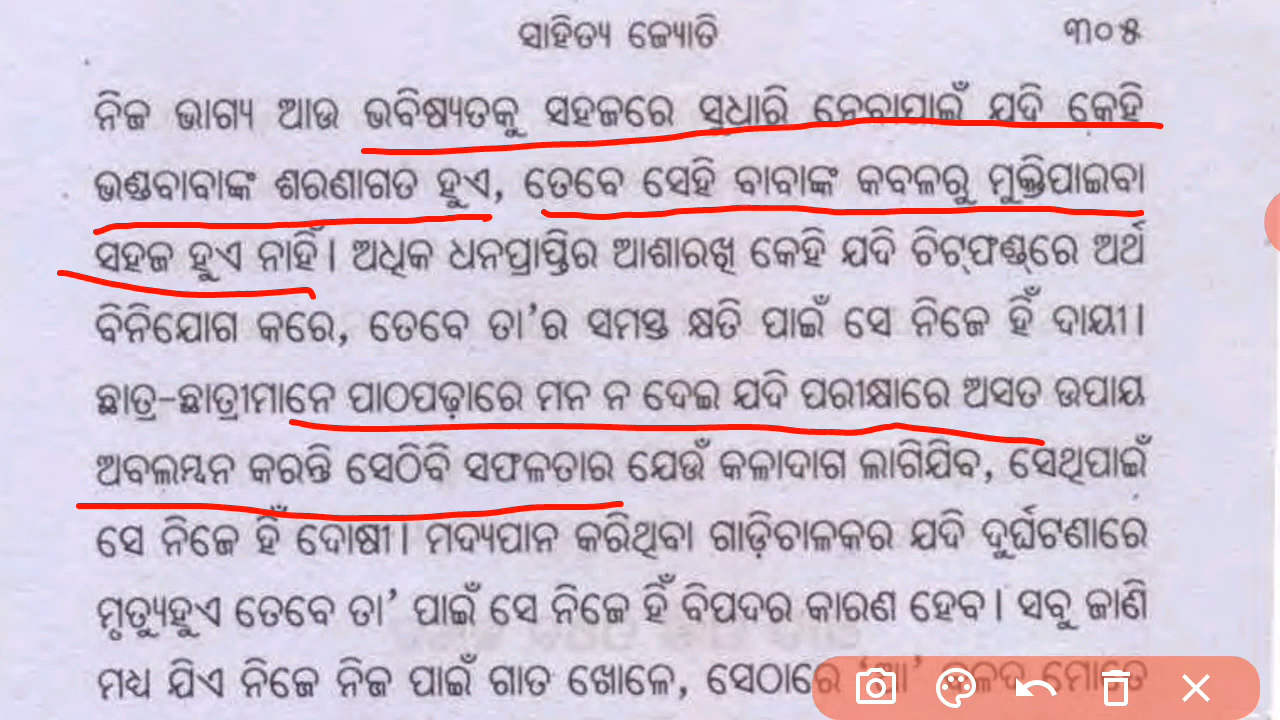 ସାହିତ୍ୟ ଜ୍ୟୋତି ୩୦୫
ନିଜ ଭାଗ୍ୟ ଆଉ ଭବିଷ୍ୟତକୁ ସହଜରେ ସୁଧାରି ନେବାପାଇଁ ଯଦି କେହି
ଭଣ୍ଡବାବାଙ୍କ ଶରଣାଗତ ହୁଏ, ତେବେ ସେହି ବାବାଙ୍କ କବଳରୁ ମୁକ୍ତିପାଇବା
ସହଜ ହୁଏ ନାହିଁ। ଅଧିକ ଧନପ୍ରାପ୍ତିର ଆଶାରଖି କେହି ଯଦି ଚିଟ୍‌ଫଣ୍ଡ୍‌ରେ ଅର୍ଥ
ବିନିଯୋଗ କରେ, ତେବେ ତା’ର ସମସ୍ତ କ୍ଷତି ପାଇଁ ସେ ନିଜେ ହିଁ ଦାୟୀ।
ଛାତ୍ର-ଛାତ୍ରୀମାନେ ପାଠପଢ଼ାରେ ମନ ନ ଦେଇ ଯଦି ପରୀକ୍ଷାରେ ଅସତ ଉପାୟ
ଅବଲମ୍ବନ କରନ୍ତି ସେଠିବି ସଫଳତାର ଯେଉଁ କଳାଦାଗ ଲାଗିଯିବ, ସେଥିପାଇଁ
ସେ ନିଜେ ହିଁ ଦୋଷୀ। ମଦ୍ୟପାନ କରିଥିବା ଗାଡ଼ିଚାଳକର ଯଦି ଦୁର୍ଘଟଣାରେ
ମୃତ୍ୟୁହୁଏ ତେବେ ତା’ ପାଇଁ ସେ ନିଜେ ହିଁ ବିପଦର କାରଣ ହେବ। ସବୁ ଜାଣି
ମଧ୍ୟ ଯିଏ ନିଜେ ନିଜ ପାଇଁ ଗାତ ଖୋଳେ, ସେଠାରେ ‘ଆ’ ବଳଦ ମୋତେ